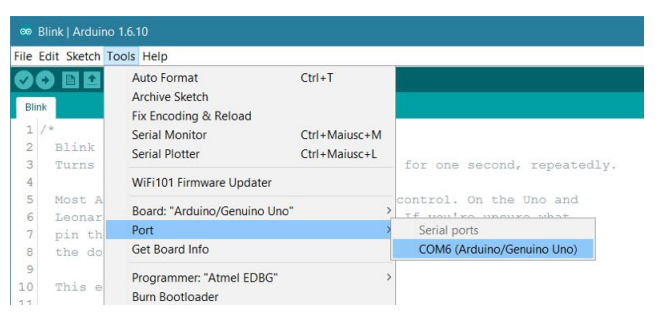 Blink | Arduino 1.6.10
File Edit Sketch Tools Help
Blink
Auto Format Ctrl+T
Archive Sketch
Fix Encoding & Reload
Serial Monitor Ctrl+Maiusc+M
Serial Plotter Ctrl+Maiusc+L
WiFi101 Firmware Updater
Board: "Arduino/Genuino Uno"
Port
Get Board Info
Programmer: "Atmel EDBG"
Burn Bootloader
Serial ports
COM6 (Arduino/Genuino Uno)
1 /*
2 Blink
3 Turns for one second, repeatedly.
4
5 Most A control. On the Uno and
6 Leonar If you're unsure what
7 pin th
8 the do
9
10 This e
11